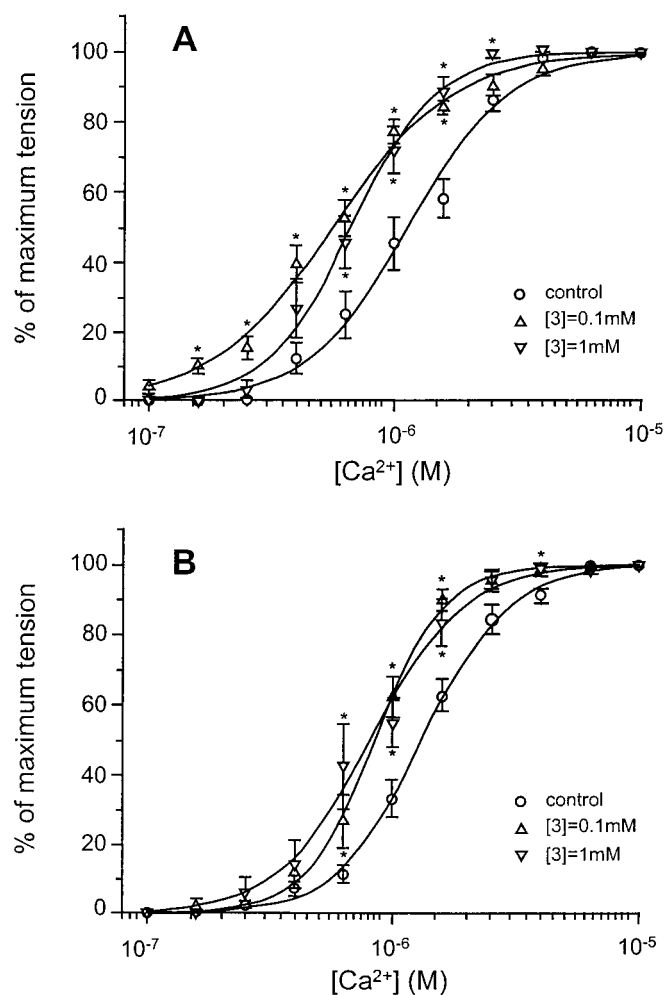 A
100
80
60
40
20
0
% of maximum tension
* * * * * * * * * *
control
[3]=0.1mM
[3]=1mM
10-7
10-6
10-5
[Ca2+] (M)
B
100
80
60
40
20
0
% of maximum tension
* * * * * * *
control
[3]=0.1mM
[3]=1mM
10-7
10-6
10-5
[Ca2+] (M)